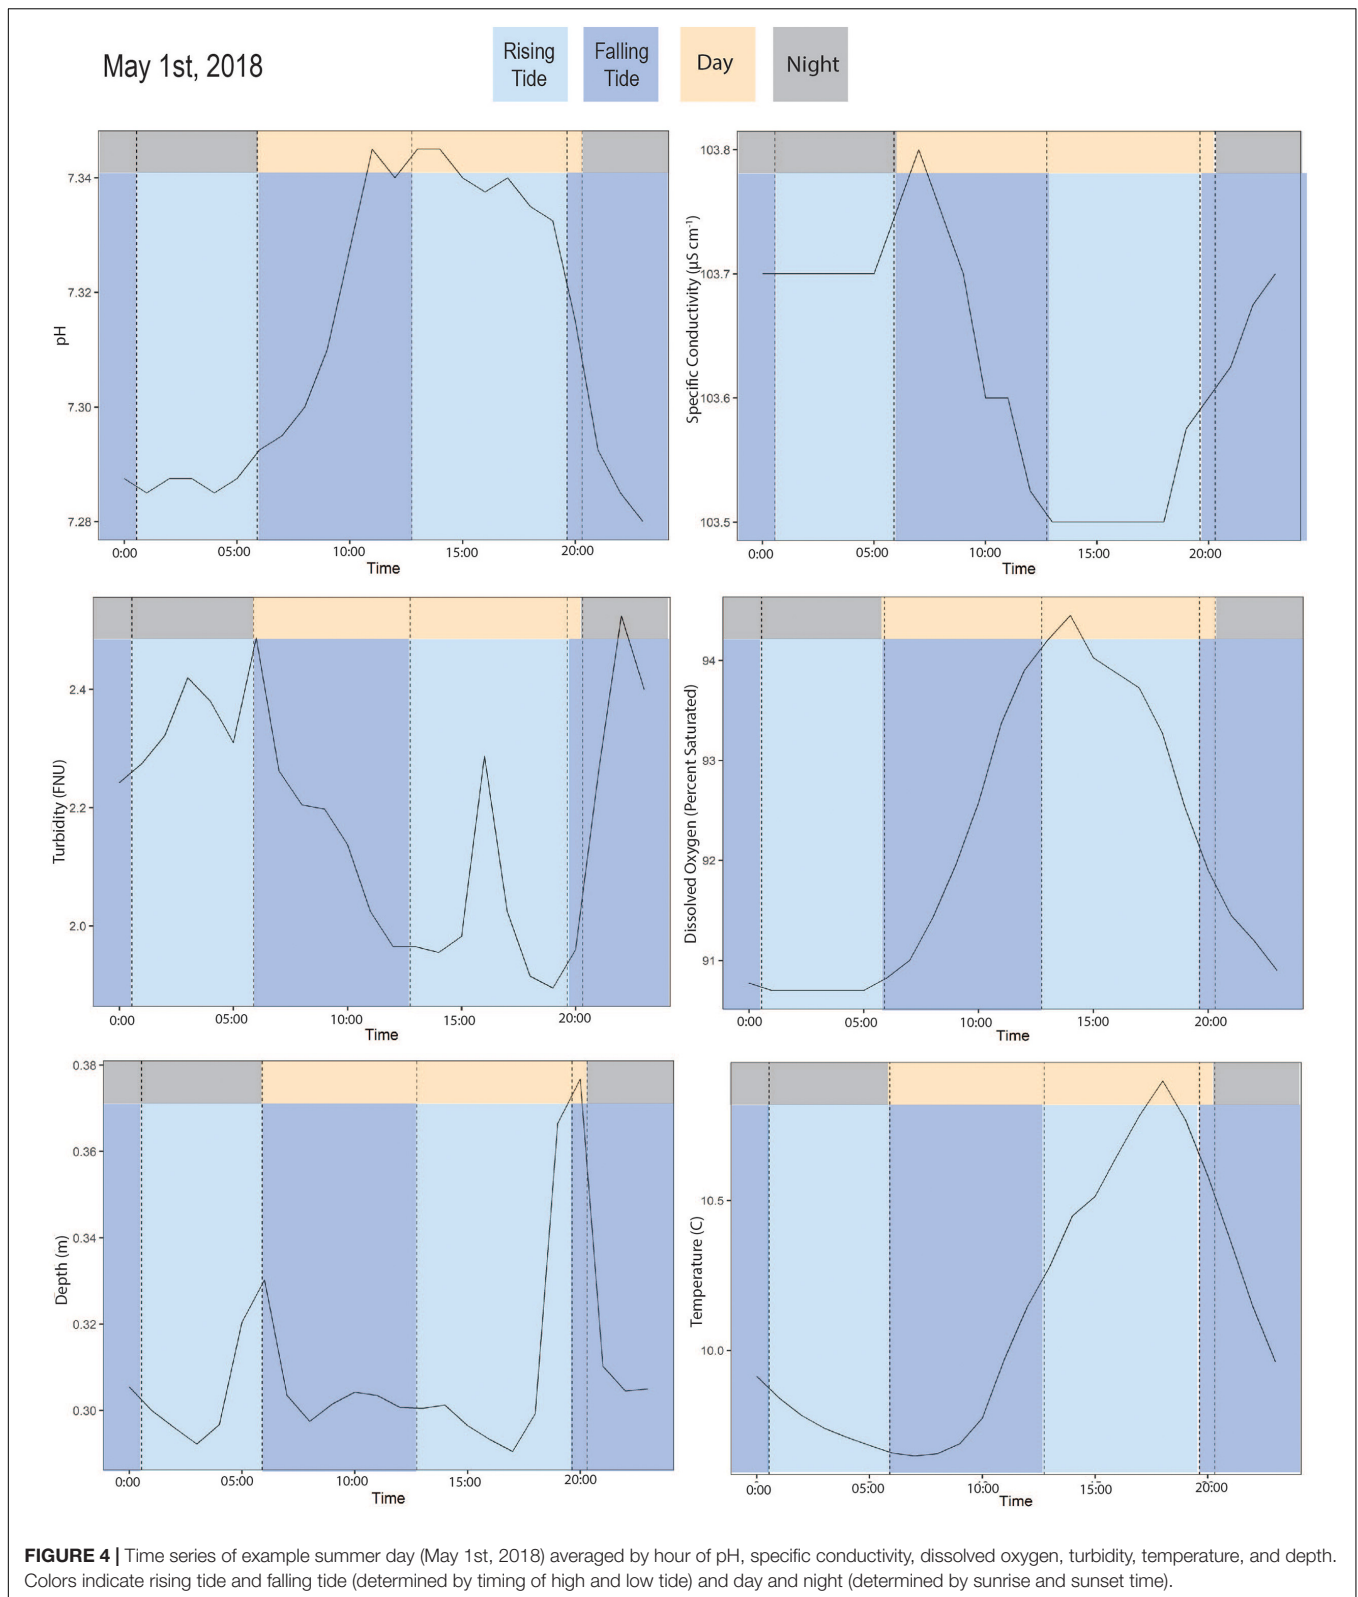 May 1st, 2018
Rising
Tide
Falling
Tide
Day
Night
pH
7.34
7.32
7.30
7.28
0:00 05:00 10:00 15:00 20:00
Time
Specific Conductivity (µS cm⁻¹)
103.8
103.7
103.6
103.5
0:00 05:00 10:00 15:00 20:00
Time
Turbidity (FNU)
2.4
2.2
2.0
0:00 05:00 10:00 15:00 20:00
Time
Dissolved Oxygen (Percent Saturated)
94
93
92
91
0:00 05:00 10:00 15:00 20:00
Time
Depth (m)
0.38
0.36
0.34
0.32
0.30
0:00 05:00 10:00 15:00 20:00
Time
Temperature (C)
10.5
10.0
0:00 05:00 10:00 15:00 20:00
Time
FIGURE 4 | Time series of example summer day (May 1st, 2018) averaged by hour of pH, specific conductivity, dissolved oxygen, turbidity, temperature, and depth.
Colors indicate rising tide and falling tide (determined by timing of high and low tide) and day and night (determined by sunrise and sunset time).